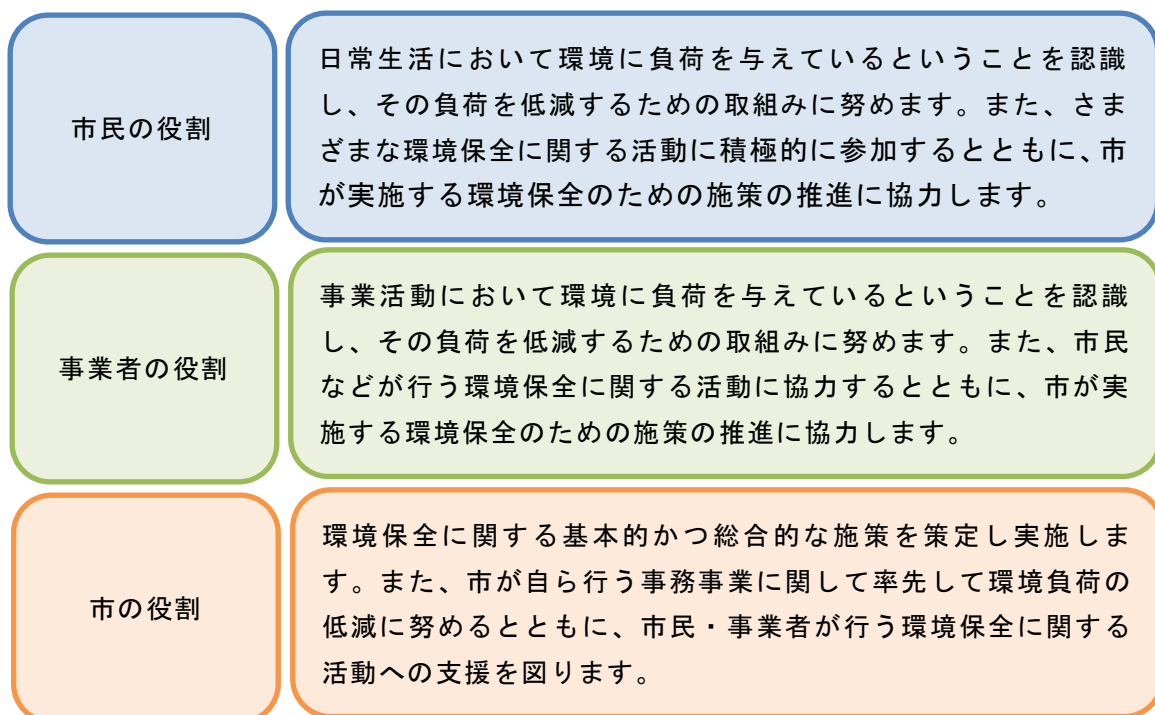 市民の役割
日常生活において環境に負荷を与えているということを認識
し、その負荷を低減するための取組みに努めます。また、さま
ざまな環境保全に関する活動に積極的に参加するとともに、市
が実施する環境保全のための施策の推進に協力します。
事業者の役割
事業活動において環境に負荷を与えているということを認識
し、その負荷を低減するための取組みに努めます。また、市民
などが行う環境保全に関する活動に協力するとともに、市が実
施する環境保全のための施策の推進に協力します。
市の役割
環境保全に関する基本的かつ総合的な施策を策定し実施しま
す。また、市が自ら行う事務事業に関して率先して環境負荷の
低減に努めるとともに、市民・事業者が行う環境保全に関する
活動への支援を図ります。